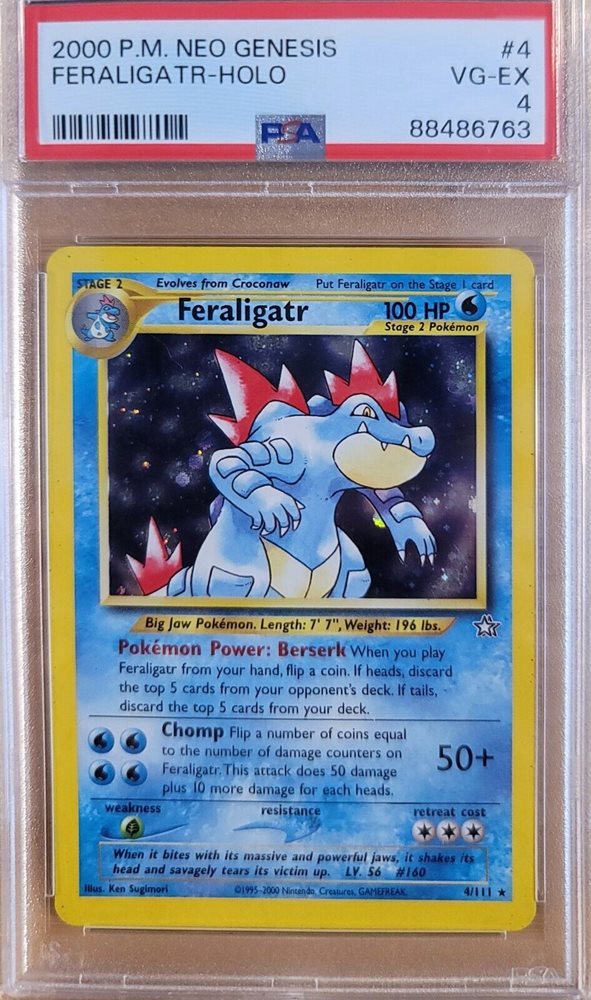 2000 P.M. NEO GENESIS #4
FERALIGATR-HOLO VG-EX
4
PSA 88486763
STAGE 2 Evolves from Croconaw Put Feraligatr on the Stage 1 card
Feraligatr 100 HP
Stage 2 Pokémon
Big Jaw Pokémon. Length: 7' 7", Weight: 196 lbs.
Pokémon Power: Berserk When you play
Feraligatr from your hand, flip a coin. If heads, discard
the top 5 cards from your opponent's deck. If tails,
discard the top 5 cards from your deck.
Chomp Flip a number of coins equal
to the number of damage counters on
Feraligatr. This attack does 50 damage
plus 10 more damage for each heads.
50+
weakness resistance retreat cost
When it bites with its massive and powerful jaws, it shakes its
head and savagely tears its victim up. LV. 56 #160
Illus. Ken Sugimori ©1995-2000 Nintendo, Creatures, GAMEFREAK. 4/111 ★
PSA